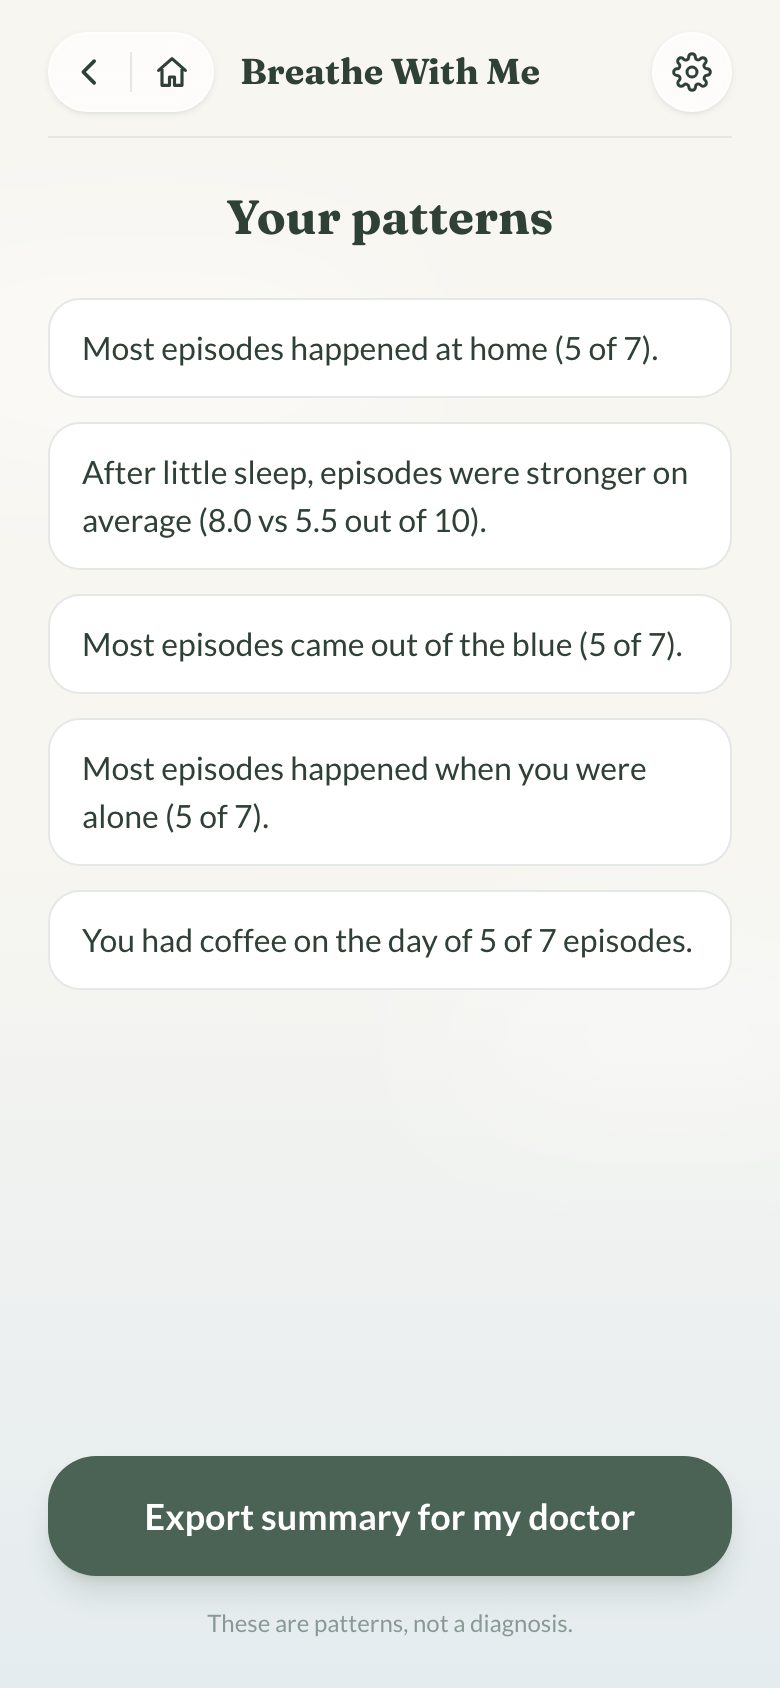 Breathe With Me
Your patterns
Most episodes happened at home (5 of 7).
After little sleep, episodes were stronger on
average (8.0 vs 5.5 out of 10).
Most episodes came out of the blue (5 of 7).
Most episodes happened when you were
alone (5 of 7).
You had coffee on the day of 5 of 7 episodes.
Export summary for my doctor
These are patterns, not a diagnosis.